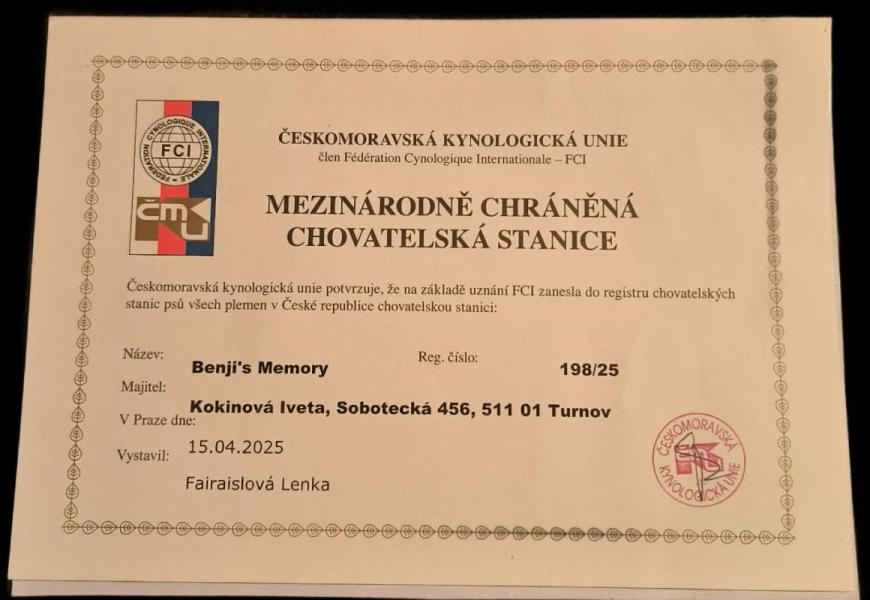 FÉDÉRATION CYNOLOGIQUE INTERNATIONALE
FCI
ČMKU
ČESKOMORAVSKÁ KYNOLOGICKÁ UNIE
člen Fédération Cynologique Internationale – FCI
MEZINÁRODNĚ CHRÁNĚNÁ
CHOVATELSKÁ STANICE
Českomoravská kynologická unie potvrzuje, že na základě uznání FCI zanesla do registru chovatelských
stanic psů všech plemen v České republice chovatelskou stanici:
Název: Benji's Memory Reg. číslo: 198/25
Majitel: Kokinová Iveta, Sobotecká 456, 511 01 Turnov
V Praze dne: 15.04.2025
Vystavil: Fairaislová Lenka
ČESKOMORAVSKÁ
KYNOLOGICKÁ UNIE